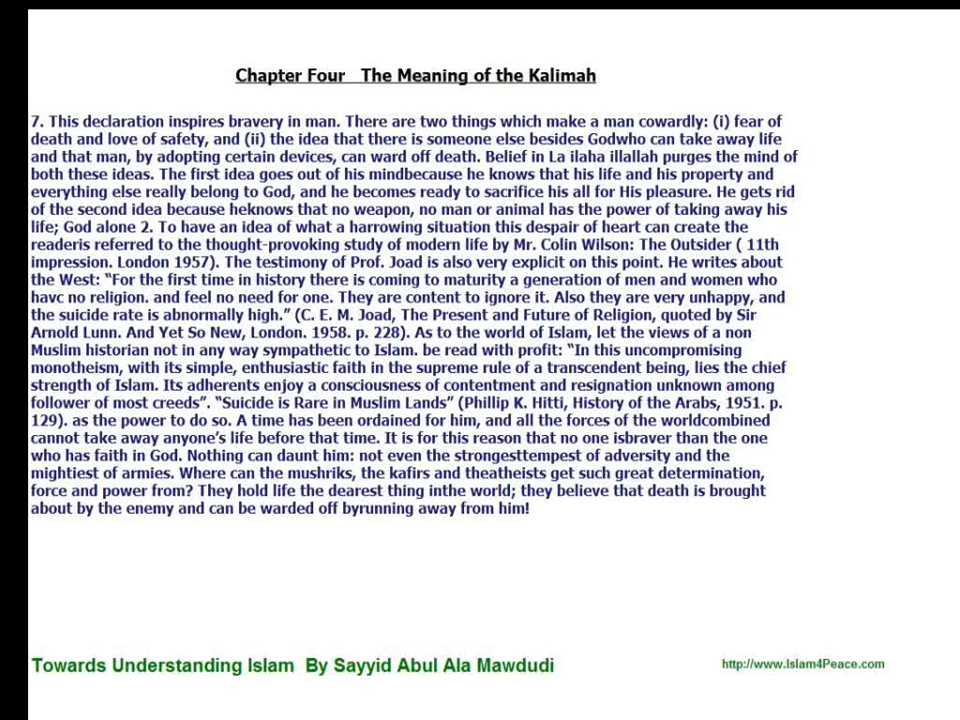 Chapter Four   The Meaning of the Kalimah
7. This declaration inspires bravery in man. There are two things which make a man cowardly: (i) fear of
death and love of safety, and (ii) the idea that there is someone else besides Godwho can take away life
and that man, by adopting certain devices, can ward off death. Belief in La ilaha illallah purges the mind of
both these ideas. The first idea goes out of his mindbecause he knows that his life and his property and
everything else really belong to God, and he becomes ready to sacrifice his all for His pleasure. He gets rid
of the second idea because heknows that no weapon, no man or animal has the power of taking away his
life; God alone 2. To have an idea of what a harrowing situation this despair of heart can create the
readeris referred to the thought-provoking study of modern life by Mr. Colin Wilson: The Outsider ( 11th
impression. London 1957). The testimony of Prof. Joad is also very explicit on this point. He writes about
the West: “For the first time in history there is coming to maturity a generation of men and women who
havc no religion. and feel no need for one. They are content to ignore it. Also they are very unhappy, and
the suicide rate is abnormally high.” (C. E. M. Joad, The Present and Future of Religion, quoted by Sir
Arnold Lunn. And Yet So New, London. 1958. p. 228). As to the world of Islam, let the views of a non
Muslim historian not in any way sympathetic to Islam. be read with profit: “In this uncompromising
monotheism, with its simple, enthusiastic faith in the supreme rule of a transcendent being, lies the chief
strength of Islam. Its adherents enjoy a consciousness of contentment and resignation unknown among
follower of most creeds”. “Suicide is Rare in Muslim Lands” (Phillip K. Hitti, History of the Arabs, 1951. p.
129). as the power to do so. A time has been ordained for him, and all the forces of the worldcombined
cannot take away anyone’s life before that time. It is for this reason that no one isbraver than the one
who has faith in God. Nothing can daunt him: not even the strongesttempest of adversity and the
mightiest of armies. Where can the mushriks, the kafirs and theatheists get such great determination,
force and power from? They hold life the dearest thing inthe world; they believe that death is brought
about by the enemy and can be warded off byrunning away from him!
Towards Understanding Islam  By Sayyid Abul Ala Mawdudi
http://www.Islam4Peace.com